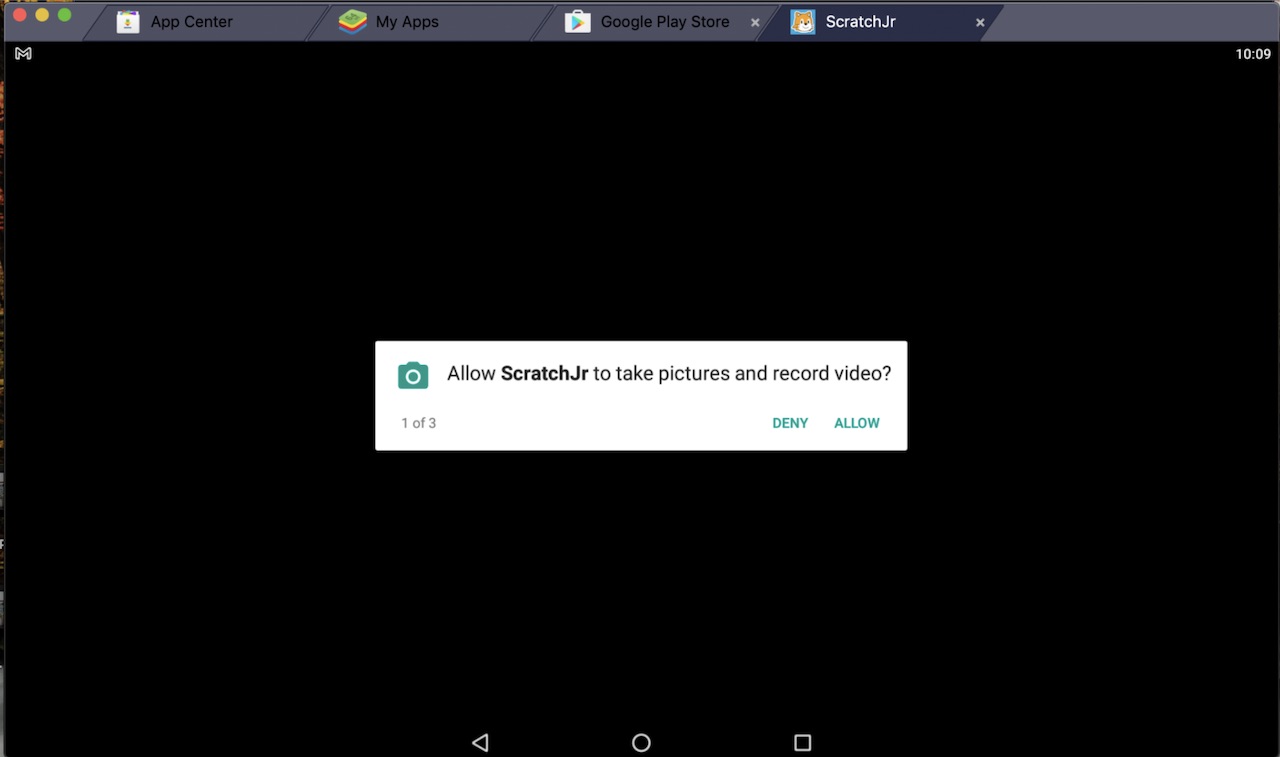 App Center
My Apps
Google Play Store
ScratchJr
10:09
Allow ScratchJr to take pictures and record video?
1 of 3
DENY
ALLOW